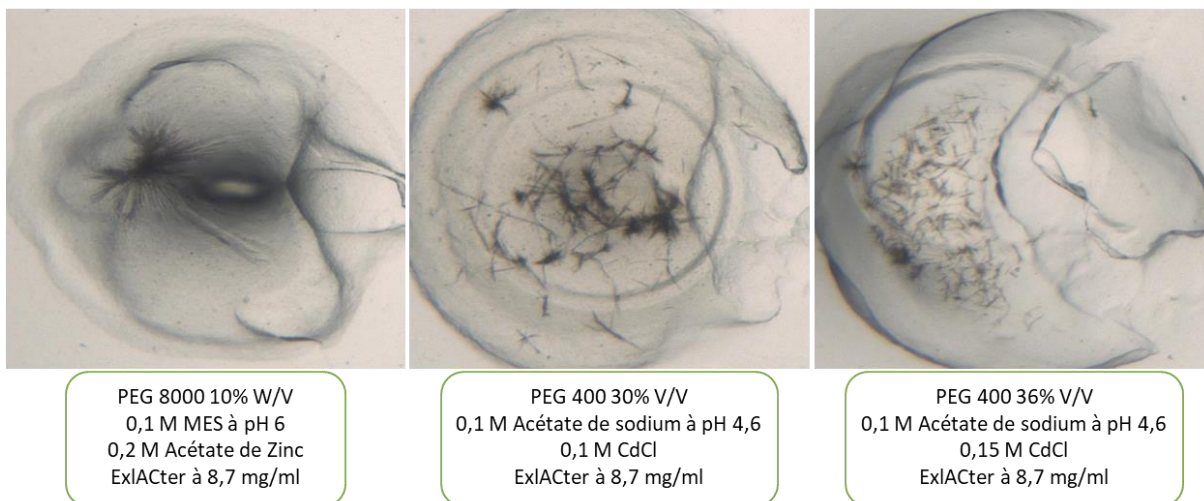 PEG 8000 10% W/V
0,1 M MES à pH 6
0,2 M Acétate de Zinc
ExlACter à 8,7 mg/ml
PEG 400 30% V/V
0,1 M Acétate de sodium à pH 4,6
0,1 M CdCl
ExlACter à 8,7 mg/ml
PEG 400 36% V/V
0,1 M Acétate de sodium à pH 4,6
0,15 M CdCl
ExlACter à 8,7 mg/ml